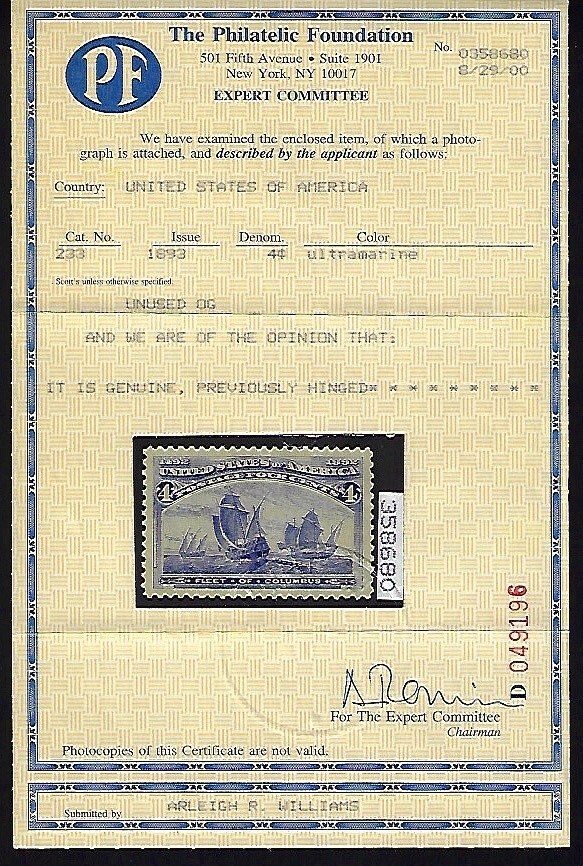 PF
The Philatelic Foundation
501 Fifth Avenue • Suite 1901
New York, NY 10017
EXPERT COMMITTEE
No. 0358680
8/29/00
We have examined the enclosed item, of which a photo-
graph is attached, and described by the applicant as follows:
Country: UNITED STATES OF AMERICA
Cat. No. Issue Denom. Color
233 1893 4¢ ultramarine
Scott's unless otherwise specified.
UNUSED OG
AND WE ARE OF THE OPINION THAT:
IT IS GENUINE, PREVIOUSLY HINGED* * * * * * * * * *
1492 1892
UNITED STATES OF AMERICA
4 4
FLEET • OF • COLUMBUS
358680
D 049196
For The Expert Committee
Chairman
Photocopies of this Certificate are not valid.
Submitted by ARLEIGH R. WILLIAMS